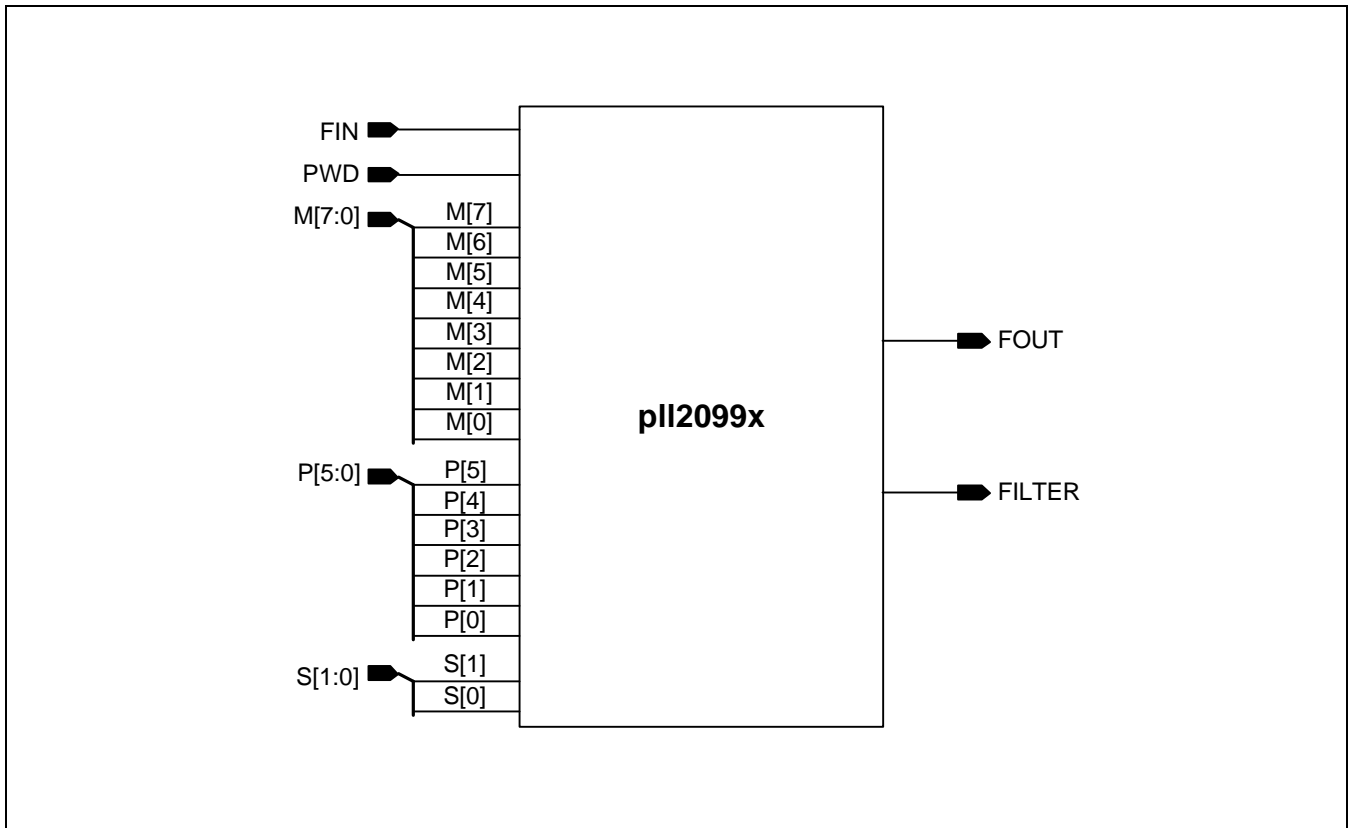 FIN
PWD
M[7:0]
M[7]
M[6]
M[5]
M[4]
M[3]
M[2]
M[1]
M[0]
P[5:0]
P[5]
P[4]
P[3]
P[2]
P[1]
P[0]
S[1:0]
S[1]
S[0]
pll2099x
FOUT
FILTER